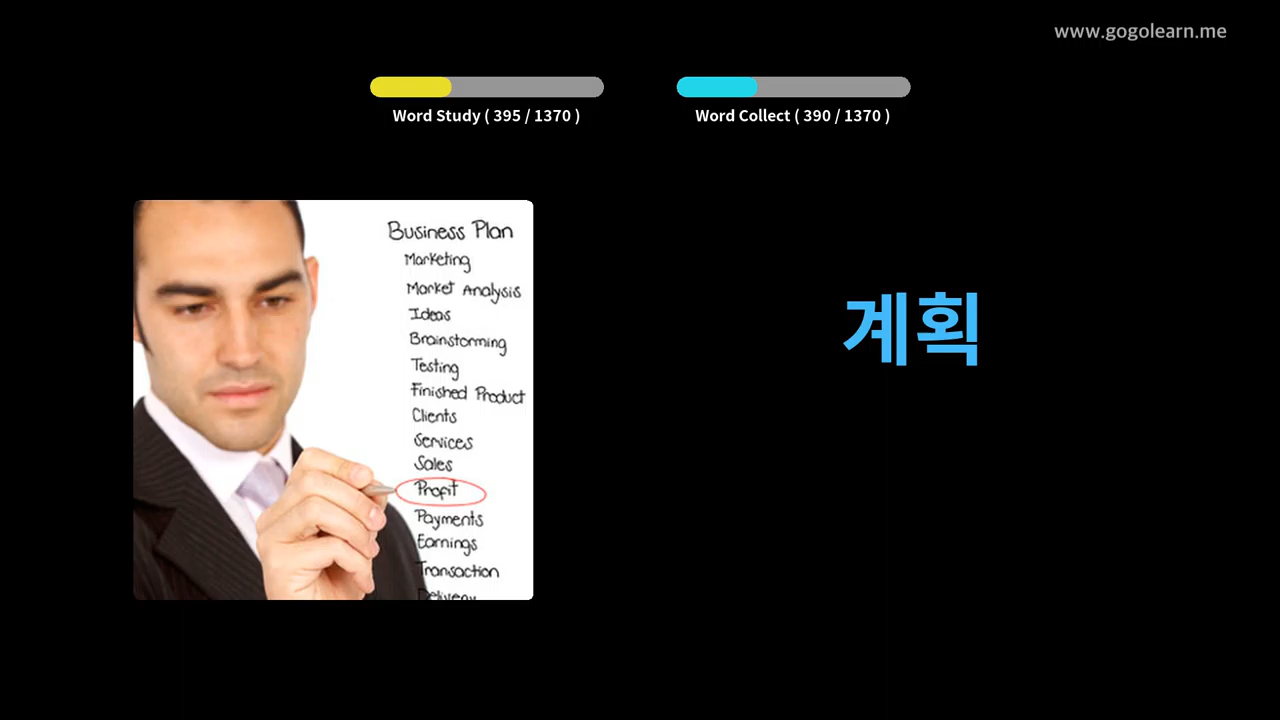 www.gogolearn.me
Word Study ( 395 / 1370 )
Word Collect ( 390 / 1370 )
Business Plan
Marketing
Market Analysis
Ideas
Brainstorming
Testing
Finished Product
Clients
Services
Sales
Profit
Payments
Earnings
Transaction
Delivery
계획